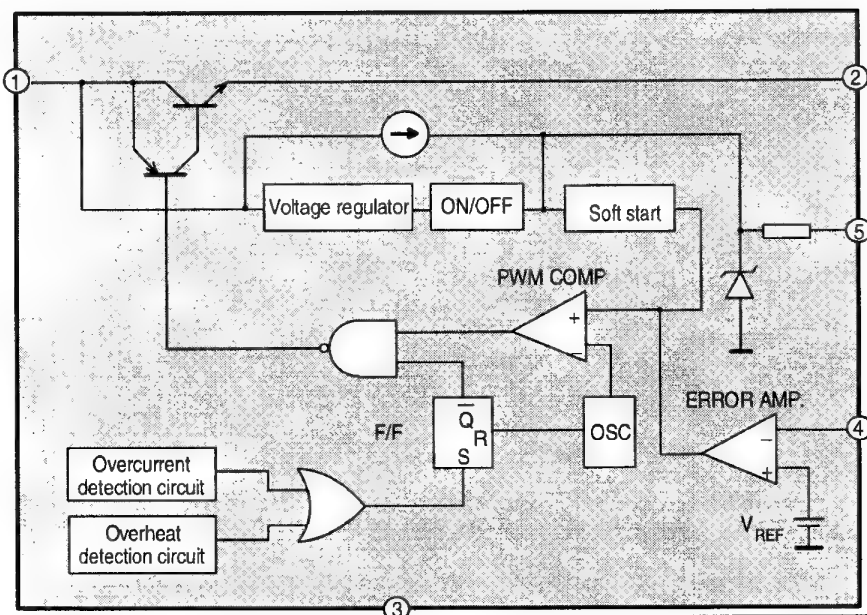 1
2
Voltage regulator
ON/OFF
Soft start
5
PWM COMP
+
−
ERROR AMP.
Q
R
S
F/F
OSC
−
+
4
Overcurrent
detection circuit
Overheat
detection circuit
VREF
3